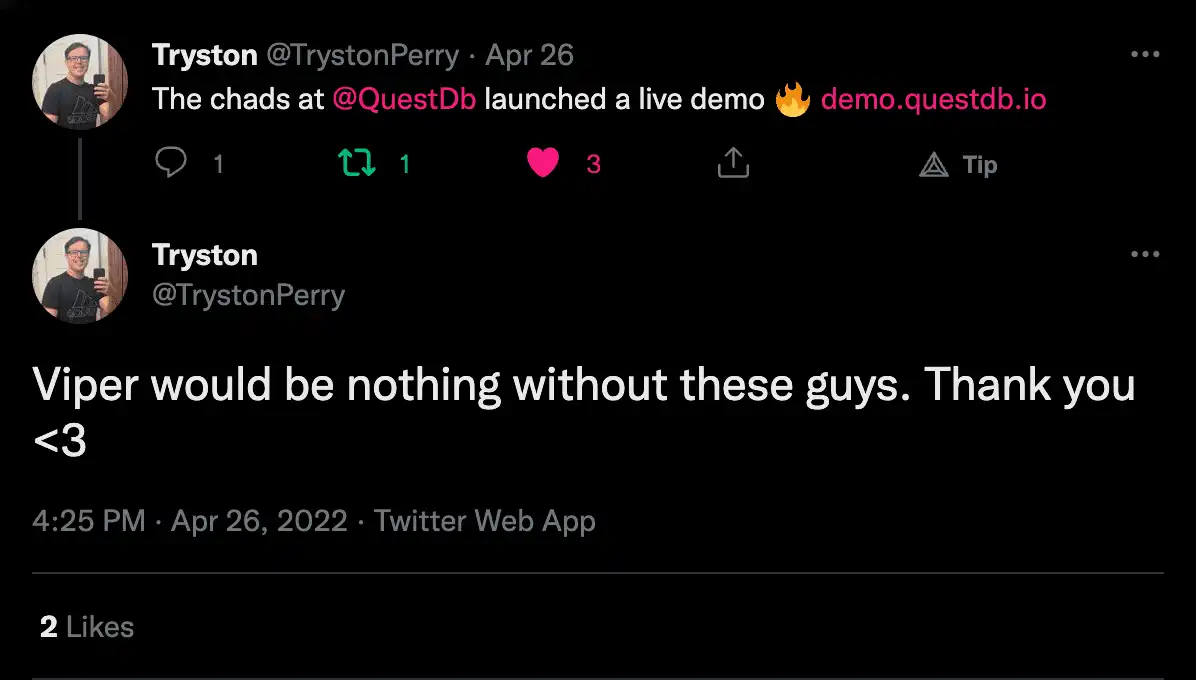 Tryston @TrystonPerry · Apr 26
The chads at @QuestDb launched a live demo 🔥 demo.questdb.io
1 1 3 Tip
Tryston
@TrystonPerry
Viper would be nothing without these guys. Thank you
<3
4:25 PM · Apr 26, 2022 · Twitter Web App
2 Likes